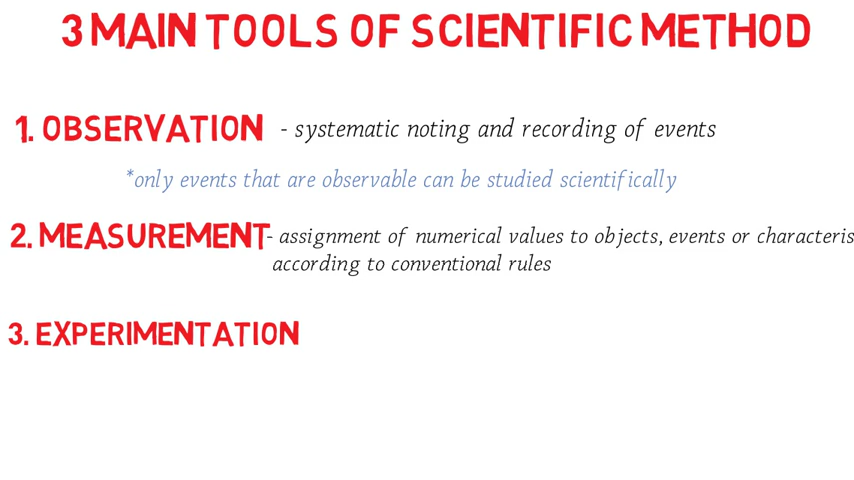 3 MAIN TOOLS OF SCIENTIFIC METHOD
1. OBSERVATION - systematic noting and recording of events
*only events that are observable can be studied scientifically
2. MEASUREMENT - assignment of numerical values to objects, events or characteris
according to conventional rules
3. EXPERIMENTATION